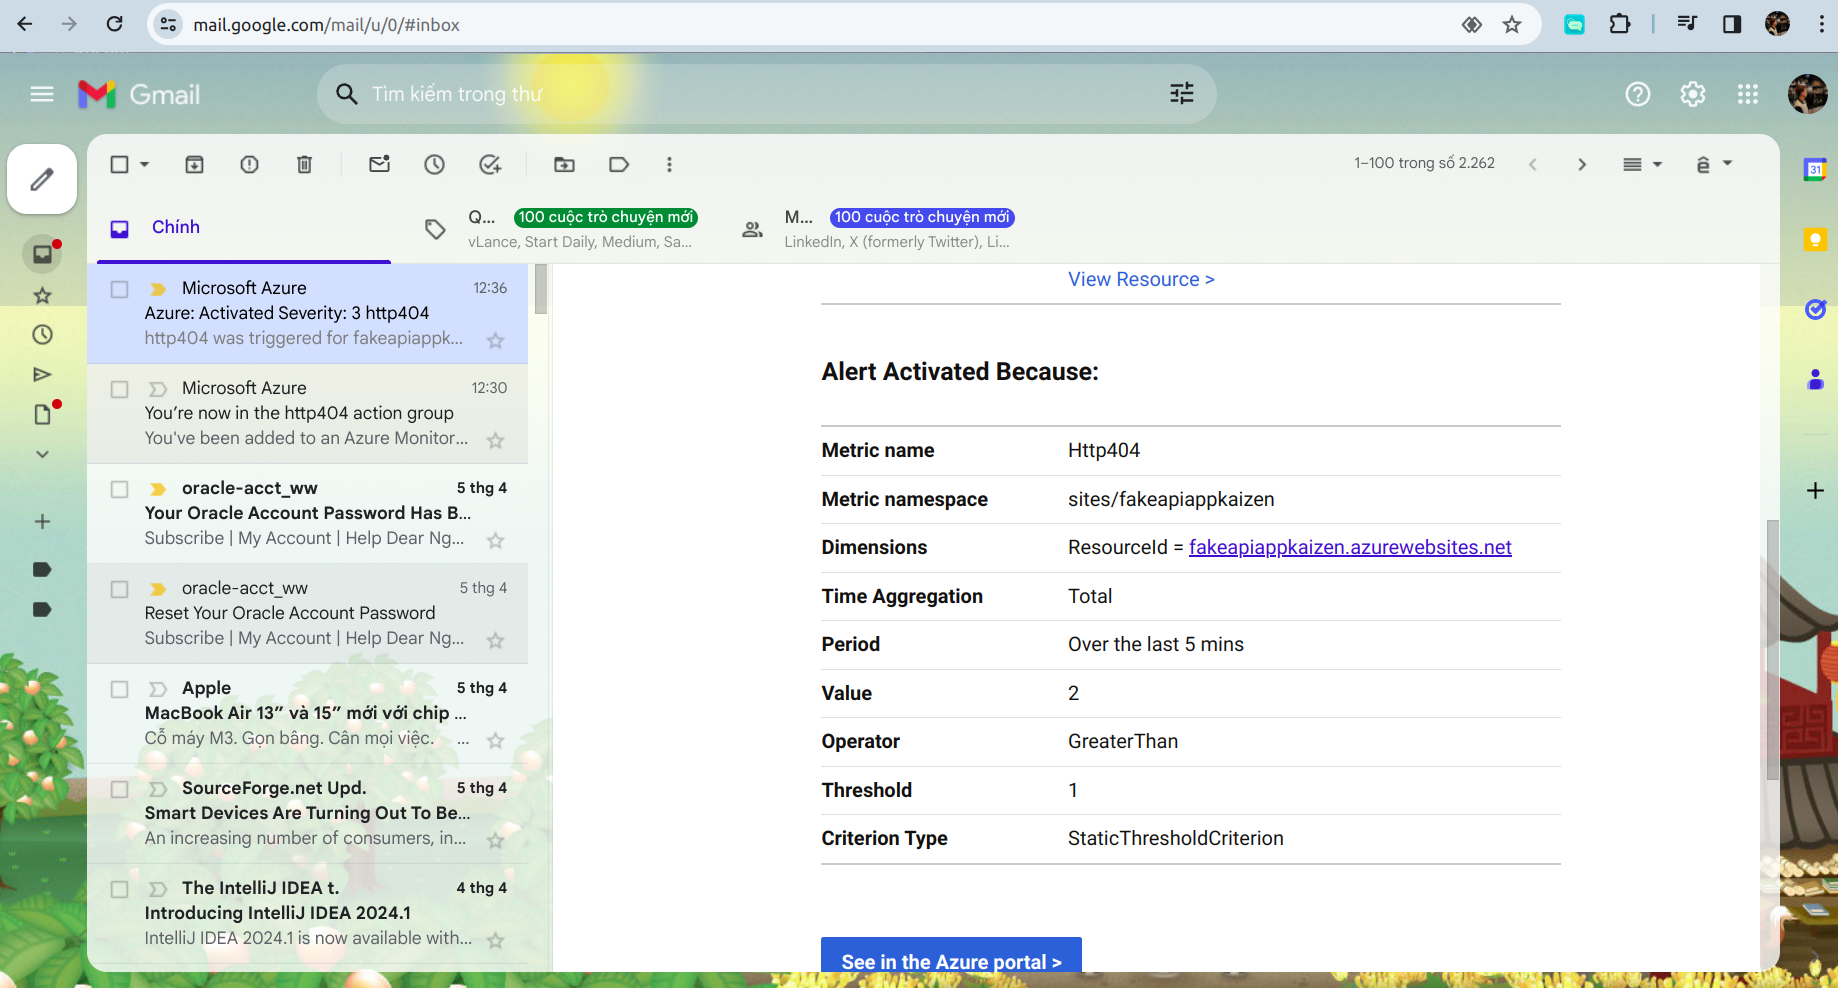 mail.google.com/mail/u/0/#inbox
Gmail
Tìm kiếm trong thư
1–100 trong số 2.262
ê
31
Chính
Q... 100 cuộc trò chuyện mới
vLance, Start Daily, Medium, Sa...
M... 100 cuộc trò chuyện mới
LinkedIn, X (formerly Twitter), Li...
Microsoft Azure 12:36
Azure: Activated Severity: 3 http404
http404 was triggered for fakeapiappk...
Microsoft Azure 12:30
You’re now in the http404 action group
You've been added to an Azure Monitor...
oracle-acct_ww 5 thg 4
Your Oracle Account Password Has B...
Subscribe | My Account | Help Dear Ng...
oracle-acct_ww 5 thg 4
Reset Your Oracle Account Password
Subscribe | My Account | Help Dear Ng...
Apple 5 thg 4
MacBook Air 13” và 15” mới với chip ...
Cỗ máy M3. Gọn bâng. Cân mọi việc. ...
SourceForge.net Upd. 5 thg 4
Smart Devices Are Turning Out To Be...
An increasing number of consumers, in...
The IntelliJ IDEA t. 4 thg 4
Introducing IntelliJ IDEA 2024.1
IntelliJ IDEA 2024.1 is now available with...
View Resource >
Alert Activated Because:
Metric name Http404
Metric namespace sites/fakeapiappkaizen
Dimensions ResourceId = fakeapiappkaizen.azurewebsites.net
Time Aggregation Total
Period Over the last 5 mins
Value 2
Operator GreaterThan
Threshold 1
Criterion Type StaticThresholdCriterion
See in the Azure portal >